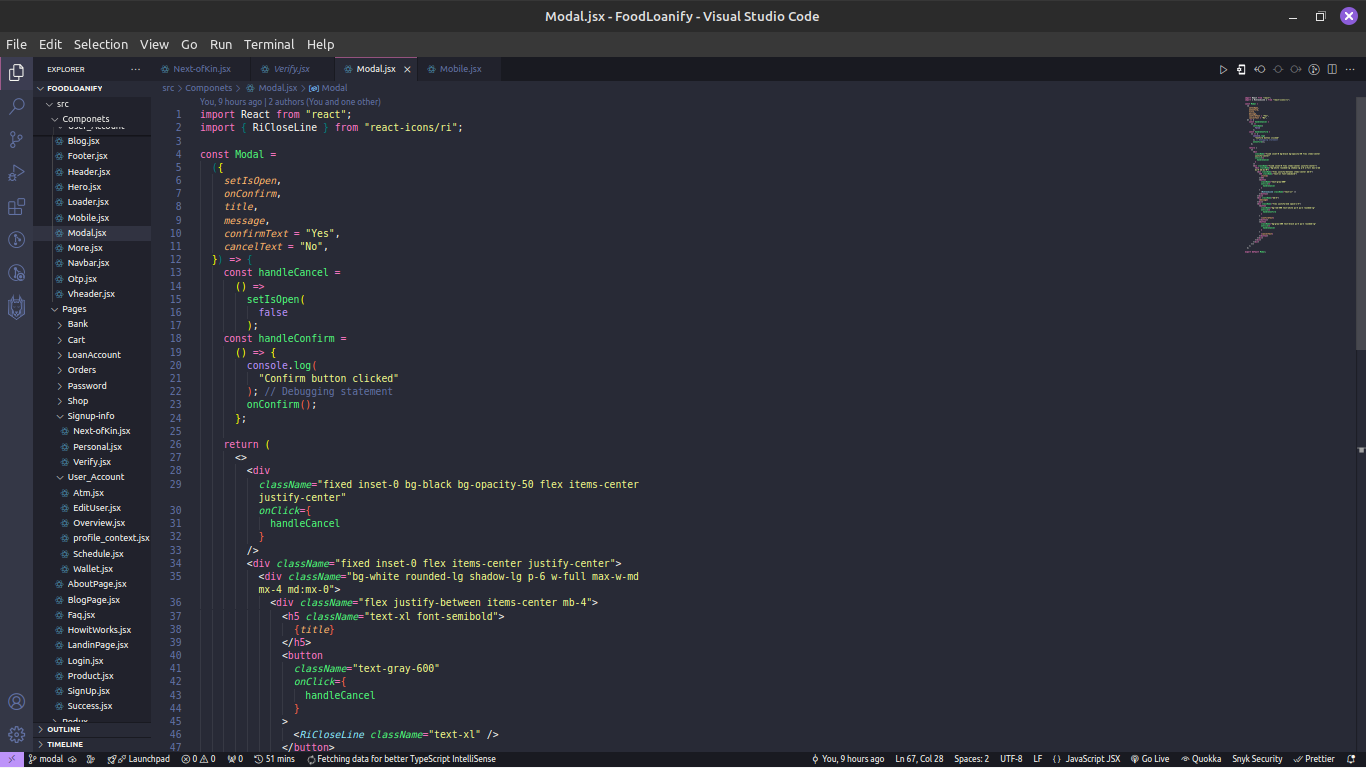 Modal.jsx - FoodLoanify - Visual Studio Code
File Edit Selection View Go Run Terminal Help
EXPLORER
Next-ofKin.jsx
Verify.jsx
Modal.jsx
Mobile.jsx
FOODLOANIFY
src
Componets
User_Account
Blog.jsx
Footer.jsx
Header.jsx
Hero.jsx
Loader.jsx
Mobile.jsx
Modal.jsx
More.jsx
Navbar.jsx
Otp.jsx
Vheader.jsx
Pages
Bank
Cart
LoanAccount
Orders
Password
Shop
Signup-info
Next-ofKin.jsx
Personal.jsx
Verify.jsx
User_Account
Atm.jsx
EditUser.jsx
Overview.jsx
profile_context.jsx
Schedule.jsx
Wallet.jsx
AboutPage.jsx
BlogPage.jsx
Faq.jsx
HowitWorks.jsx
LandinPage.jsx
Login.jsx
Product.jsx
SignUp.jsx
Success.jsx
Redux
OUTLINE
TIMELINE
src > Componets > Modal.jsx > Modal
You, 9 hours ago | 2 authors (You and one other)
1 import React from "react";
2 import { RiCloseLine } from "react-icons/ri";
3
4 const Modal =
5 ({
6 setIsOpen,
7 onConfirm,
8 title,
9 message,
10 confirmText = "Yes",
11 cancelText = "No",
12 }) => {
13 const handleCancel =
14 () =>
15 setIsOpen(
16 false
17 );
18 const handleConfirm =
19 () => {
20 console.log(
21 "Confirm button clicked"
22 ); // Debugging statement
23 onConfirm();
24 };
25
26 return (
27 <>
28 <div
29 className="fixed inset-0 bg-black bg-opacity-50 flex items-center
justify-center"
30 onClick={
31 handleCancel
32 }
33 />
34 <div className="fixed inset-0 flex items-center justify-center">
35 <div className="bg-white rounded-lg shadow-lg p-6 w-full max-w-md
mx-4 md:mx-0">
36 <div className="flex justify-between items-center mb-4">
37 <h5 className="text-xl font-semibold">
38 {title}
39 </h5>
40 <button
41 className="text-gray-600"
42 onClick={
43 handleCancel
44 }
45 >
46 <RiCloseLine className="text-xl" />
47 </button>
modal Launchpad 0 0 0 51 mins Fetching data for better TypeScript IntelliSense You, 9 hours ago Ln 67, Col 28 Spaces: 2 UTF-8 LF {} JavaScript JSX Go Live Quokka Snyk Security Prettier